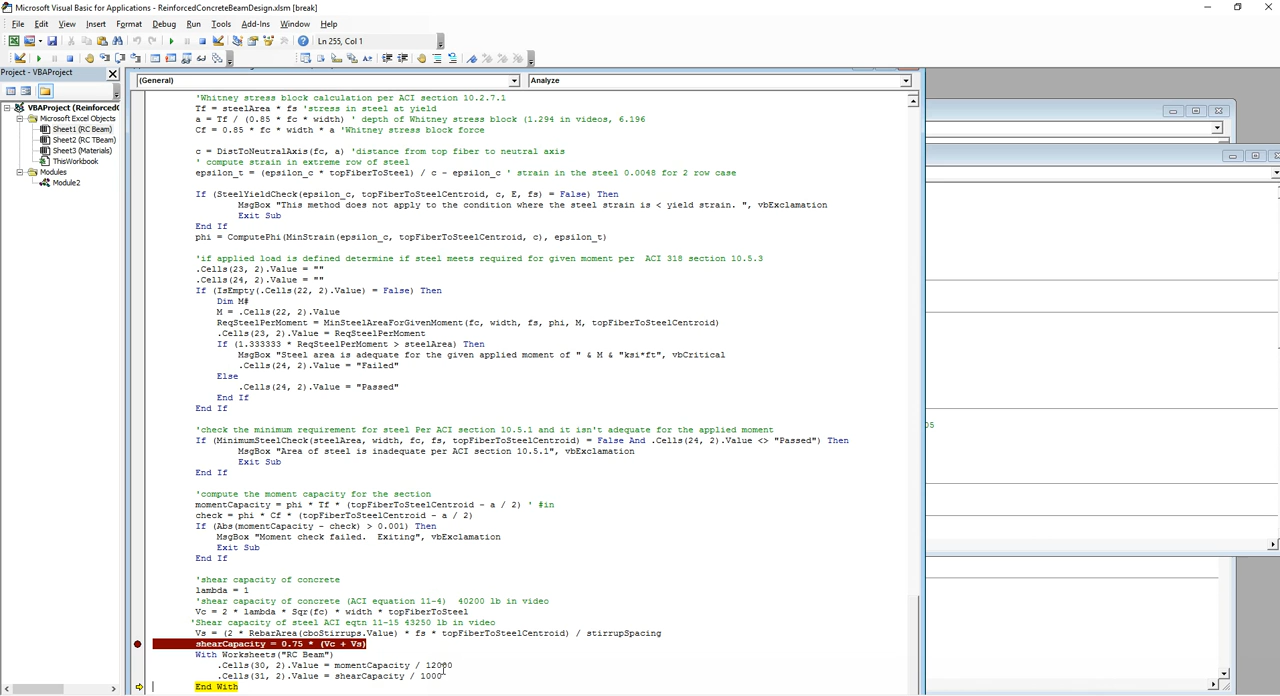 Microsoft Visual Basic for Applications - ReinforcedConcreteBeamDesign.xlsm [break]
File Edit View Insert Format Debug Run Tools Add-Ins Window Help
Ln 255, Col 1
Project - VBAProject
(General) Analyze
VBAProject (ReinforcedC
Microsoft Excel Objects
Sheet1 (RC Beam)
Sheet2 (RC TBeam)
Sheet3 (Materials)
ThisWorkbook
Modules
Module2
'Whitney stress block calculation per ACI section 10.2.7.1
Tf = steelArea * fs 'stress in steel at yield
a = Tf / (0.85 * fc * width) ' depth of Whitney stress block (1.294 in videos, 6.196
Cf = 0.85 * fc * width * a 'Whitney stress block force
c = DistToNeutralAxis(fc, a) 'distance from top fiber to neutral axis
' compute strain in extreme row of steel
epsilon_t = (epsilon_c * topFiberToSteel) / c - epsilon_c ' strain in the steel 0.0048 for 2 row case
If (SteelYieldCheck(epsilon_c, topFiberToSteelCentroid, c, E, fs) = False) Then
MsgBox "This method does not apply to the condition where the steel strain is < yield strain. ", vbExclamation
Exit Sub
End If
phi = ComputePhi(MinStrain(epsilon_c, topFiberToSteelCentroid, c), epsilon_t)
'if applied load is defined determine if steel meets required for given moment per  ACI 318 section 10.5.3
.Cells(23, 2).Value = ""
.Cells(24, 2).Value = ""
If (IsEmpty(.Cells(22, 2).Value) = False) Then
Dim M#
M = .Cells(22, 2).Value
ReqSteelPerMoment = MinSteelAreaForGivenMoment(fc, width, fs, phi, M, topFiberToSteelCentroid)
.Cells(23, 2).Value = ReqSteelPerMoment
If (1.333333 * ReqSteelPerMoment > steelArea) Then
MsgBox "Steel area is adequate for the given applied moment of " & M & "ksi*ft", vbCritical
.Cells(24, 2).Value = "Failed"
Else
.Cells(24, 2).Value = "Passed"
End If
End If
05
'check the minimum requirement for steel Per ACI section 10.5.1 and it isn't adequate for the applied moment
If (MinimumSteelCheck(steelArea, width, fc, fs, topFiberToSteelCentroid) = False And .Cells(24, 2).Value <> "Passed") Then
MsgBox "Area of steel is inadequate per ACI section 10.5.1", vbExclamation
Exit Sub
End If
'compute the moment capacity for the section
momentCapacity = phi * Tf * (topFiberToSteelCentroid - a / 2) ' #in
check = phi * Cf * (topFiberToSteelCentroid - a / 2)
If (Abs(momentCapacity - check) > 0.001) Then
MsgBox "Moment check failed.  Exiting", vbExclamation
Exit Sub
End If
'shear capacity of concrete
lambda = 1
'shear capacity of concrete (ACI equation 11-4)  40200 lb in video
Vc = 2 * lambda * Sqr(fc) * width * topFiberToSteel
'Shear capacity of steel ACI eqtn 11-15 43250 lb in video
Vs = (2 * RebarArea(cboStirrups.Value) * fs * topFiberToSteelCentroid) / stirrupSpacing
shearCapacity = 0.75 * (Vc + Vs)
With Worksheets("RC Beam")
.Cells(30, 2).Value = momentCapacity / 12000
.Cells(31, 2).Value = shearCapacity / 1000
End With